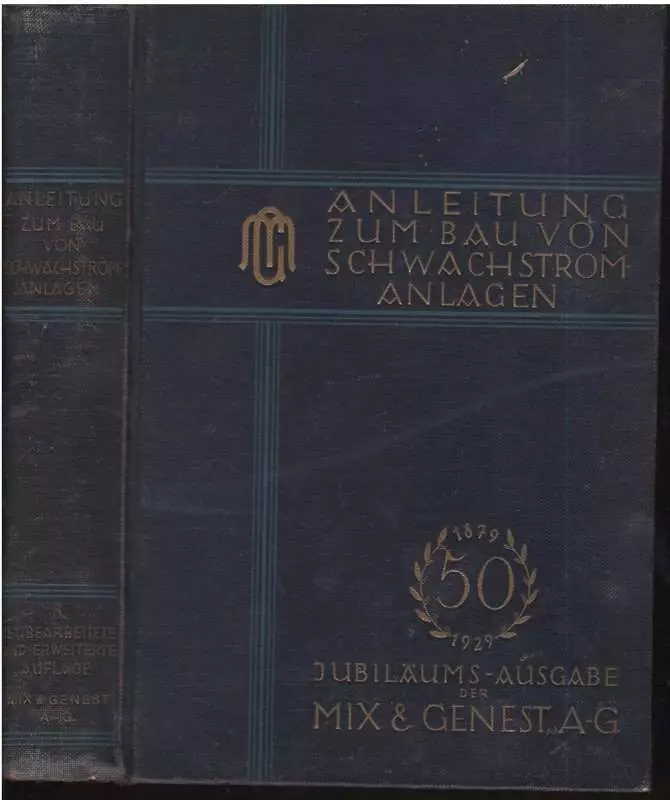 ANLEITUNG
ZUM BAU
VON
SCHWACHSTROM-
ANLAGEN
8.
NEUBEARBEITETE
UND ERWEITERTE
AUFLAGE
MIX & GENEST
A-G.
ANLEITUNG
ZUM·BAU·VON
SCHWACHSTROM-
ANLAGEN
1879
50
1929
JUBILÄUMS-AUSGABE
DER
MIX & GENEST, A-G